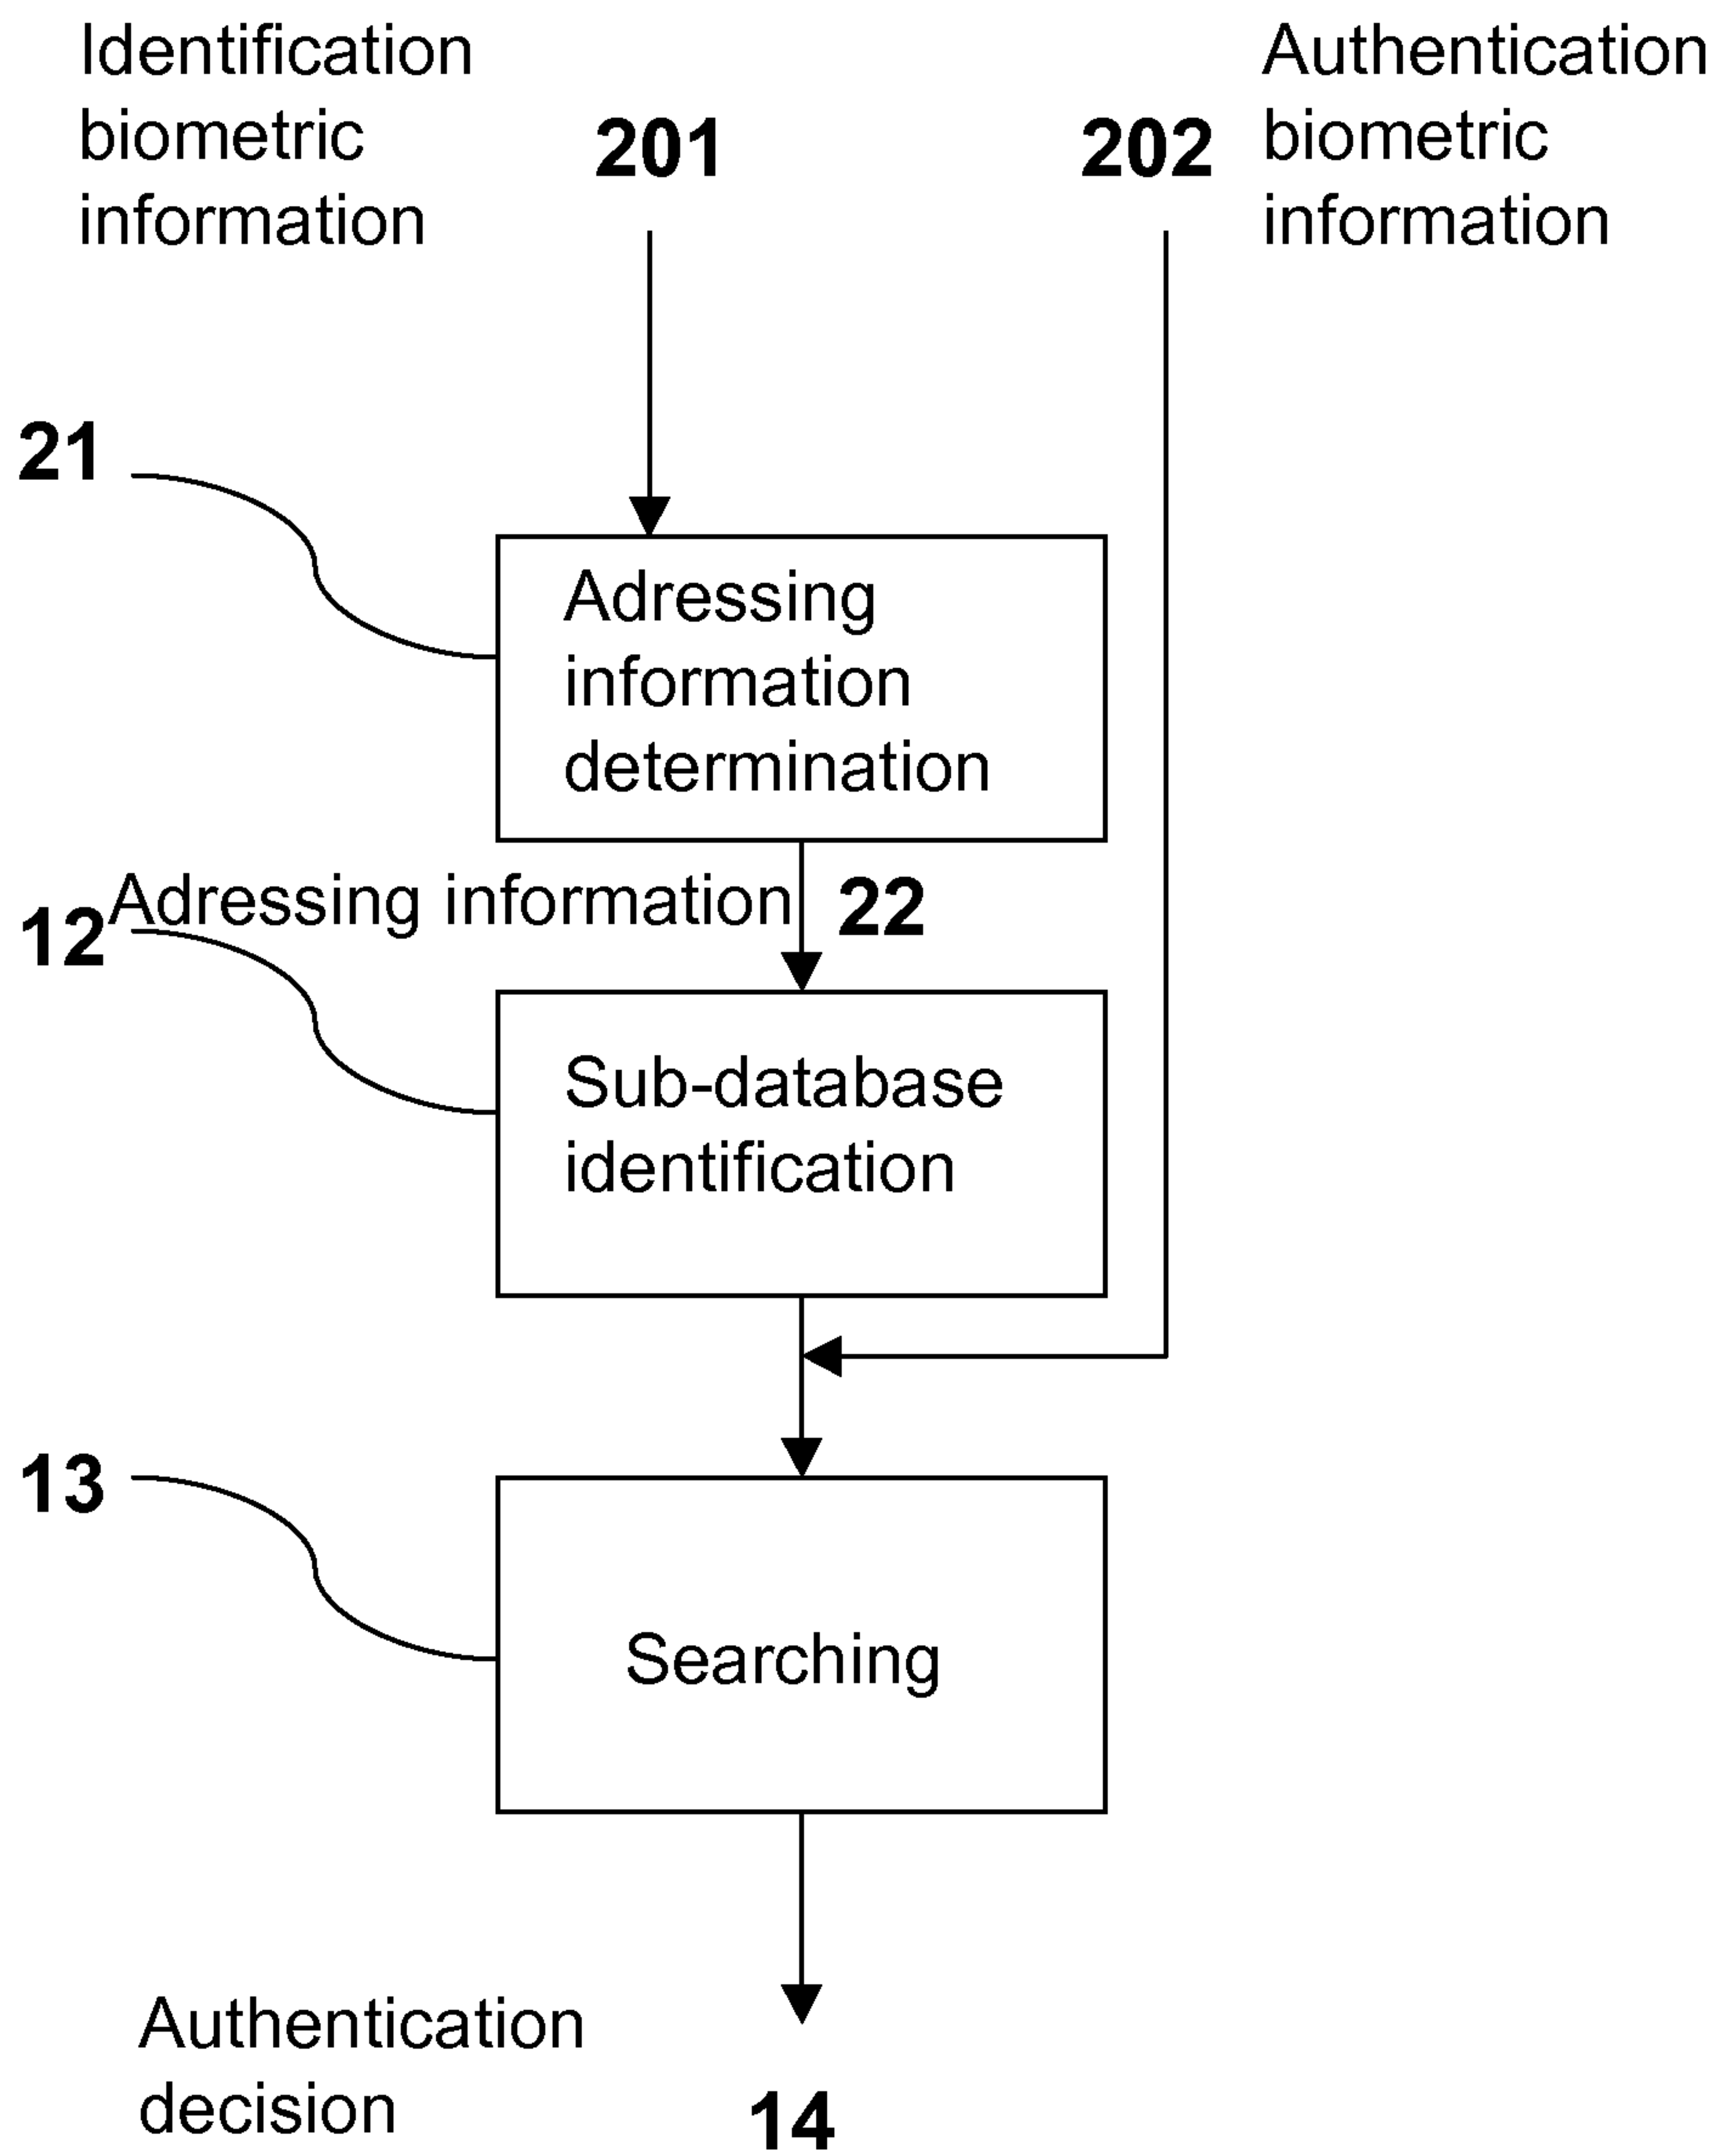 Identification
biometric
information
201
202
Authentication
biometric
information
21
Adressing
information
determination
Adressing information
22
12
Sub-database
identification
13
Searching
Authentication
decision
14